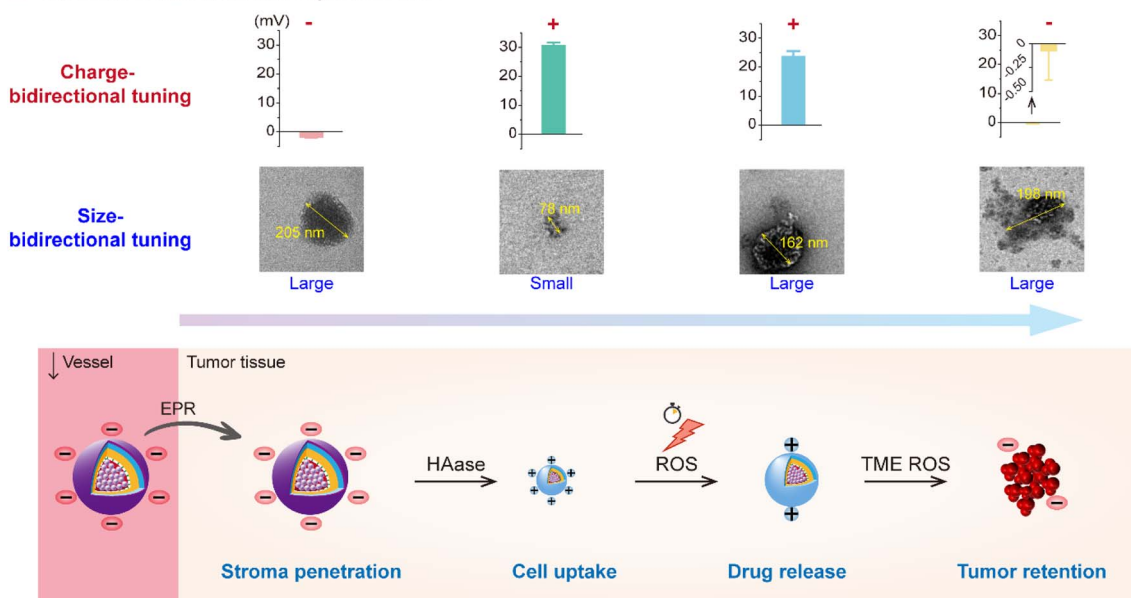 (mV)
-
+
+
-
30
20
10
0
30
20
10
0
30
20
10
0
30
20
10
0
0
-0.25
-0.50
Charge-
bidirectional tuning
Size-
bidirectional tuning
205 nm
78 nm
162 nm
198 nm
Large
Small
Large
Large
Vessel
Tumor tissue
EPR
HAase
ROS
TME ROS
Stroma penetration
Cell uptake
Drug release
Tumor retention